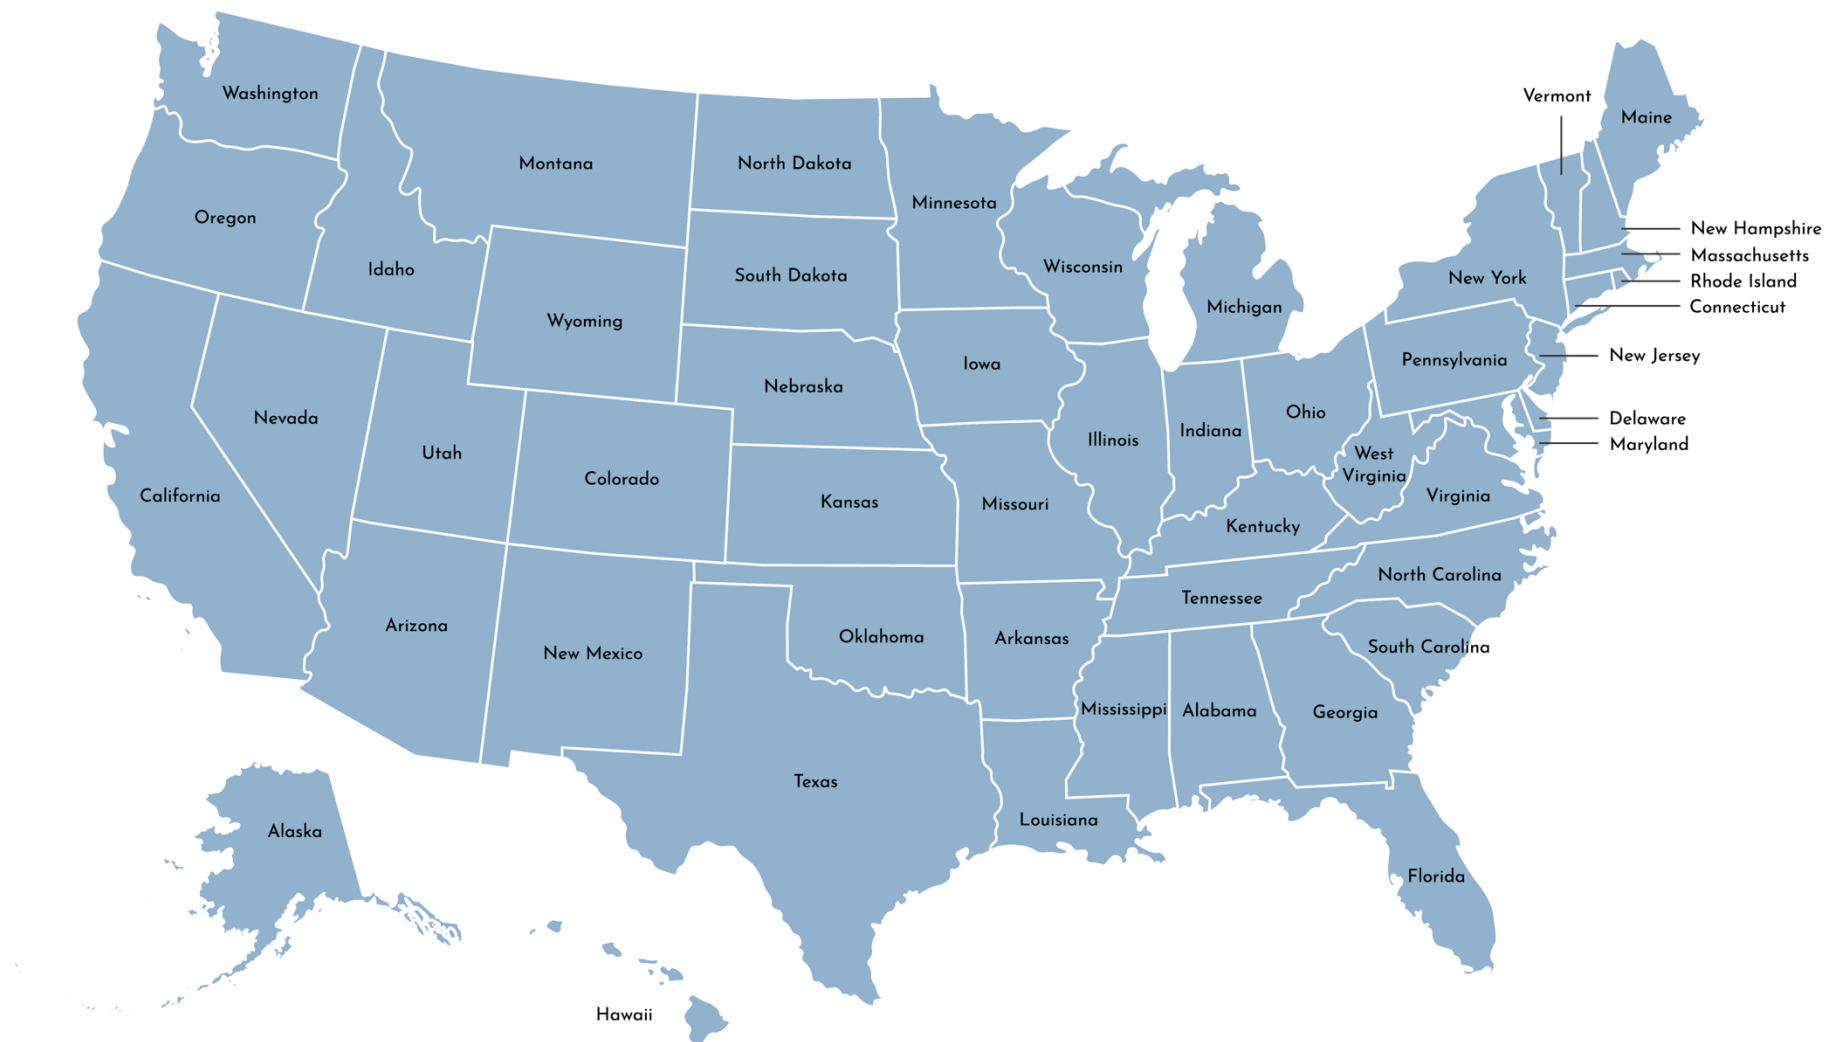 Vermont
Maine
Washington
Montana
North Dakota
Minnesota
Oregon
New Hampshire
Massachusetts
Idaho
South Dakota
Wisconsin
New York
Rhode Island
Connecticut
Michigan
Wyoming
Iowa
Pennsylvania
New Jersey
Nebraska
Ohio
Nevada
Delaware
Indiana
Illinois
Maryland
Utah
West
Virginia
Colorado
California
Kansas
Missouri
Virginia
Kentucky
North Carolina
Tennessee
Arizona
Oklahoma
Arkansas
New Mexico
South Carolina
Mississippi
Alabama
Georgia
Texas
Louisiana
Alaska
Florida
Hawaii